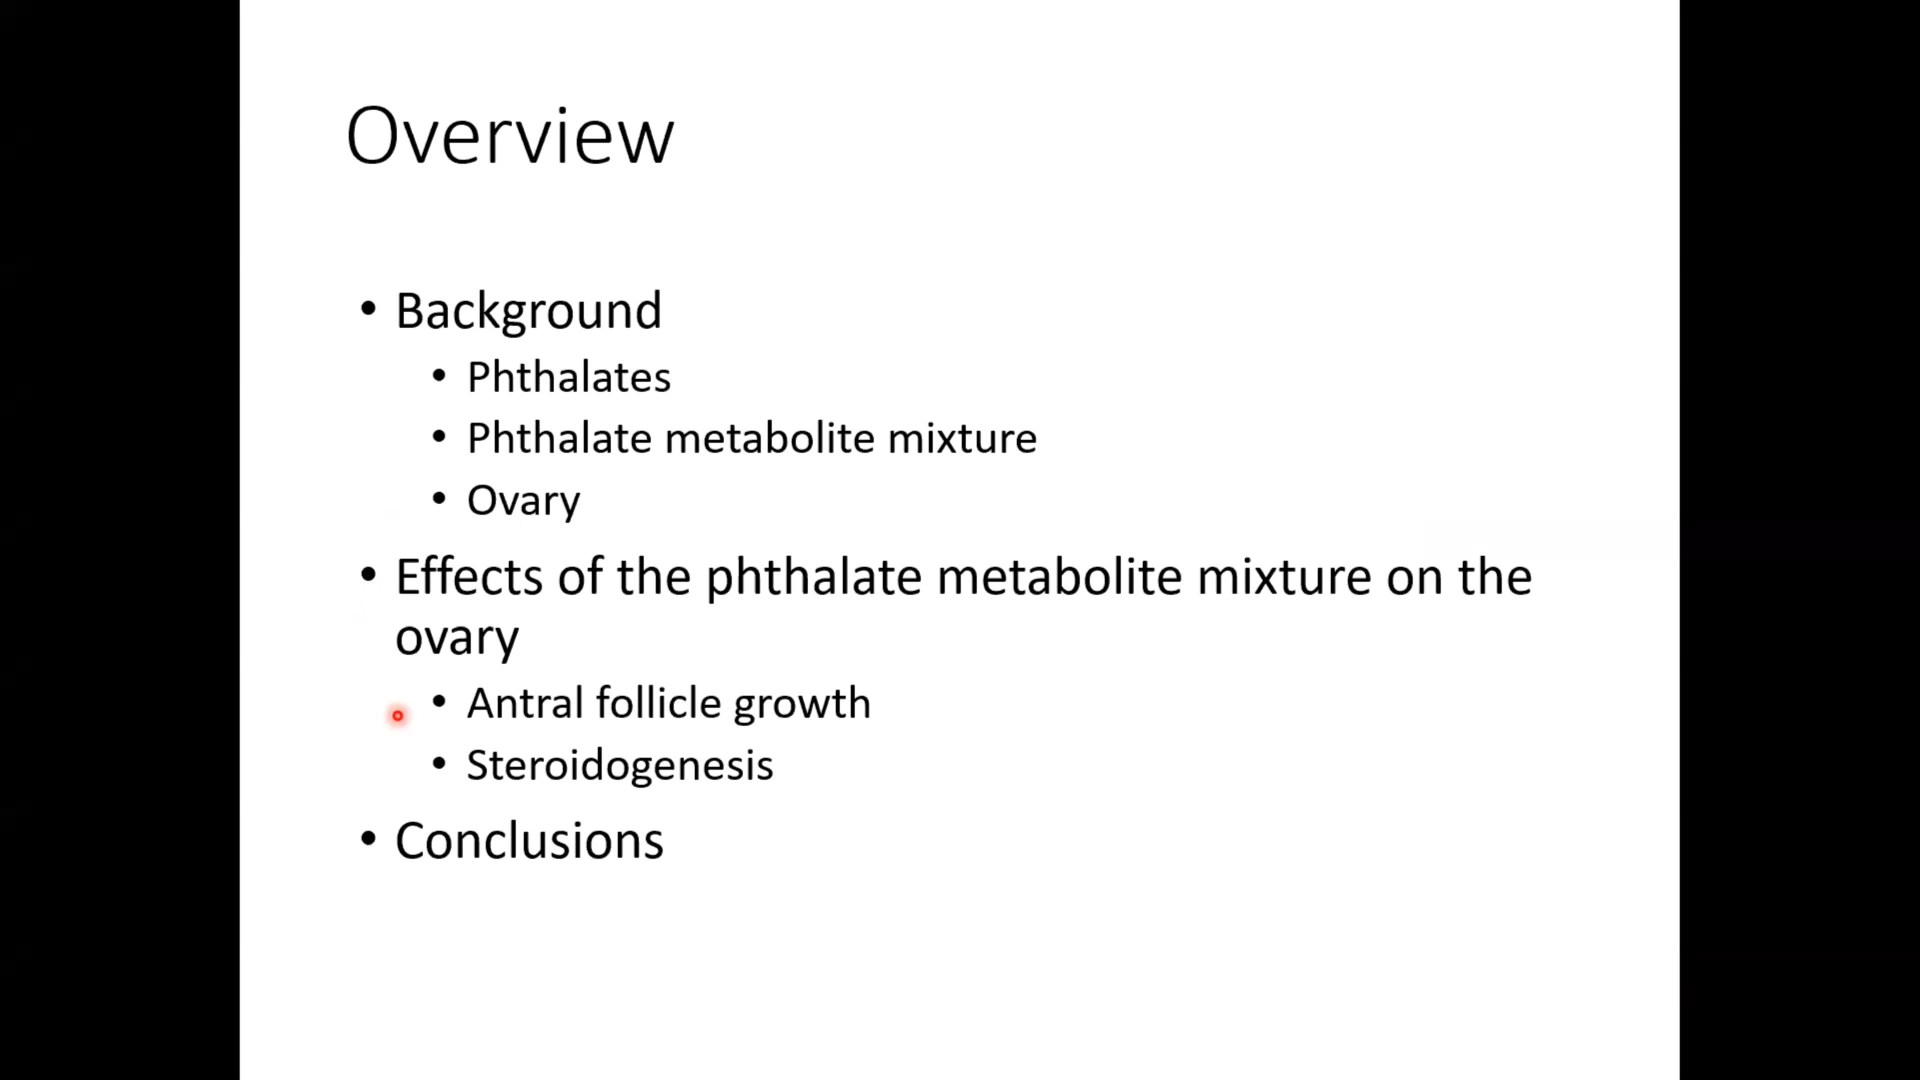 Overview
• Background
• Phthalates
• Phthalate metabolite mixture
• Ovary
• Effects of the phthalate metabolite mixture on the
ovary
• Antral follicle growth
• Steroidogenesis
• Conclusions